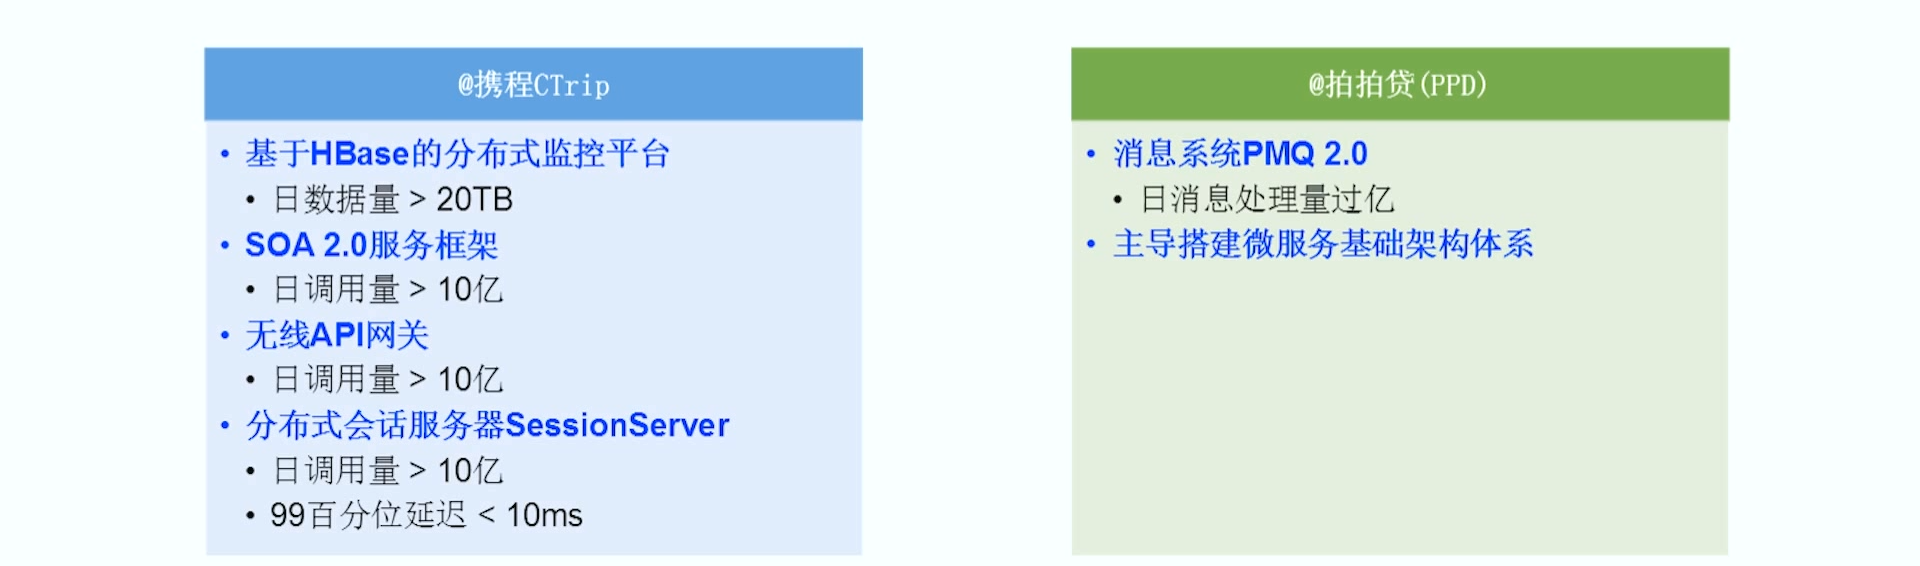 @携程CTrip
• 基于HBase的分布式监控平台
• 日数据量 > 20TB
• SOA 2.0服务框架
• 日调用量 > 10亿
• 无线API网关
• 日调用量 > 10亿
• 分布式会话服务器SessionServer
• 日调用量 > 10亿
• 99百分位延迟 < 10ms
@拍拍贷(PPD)
• 消息系统PMQ 2.0
• 日消息处理量过亿
• 主导搭建微服务基础架构体系